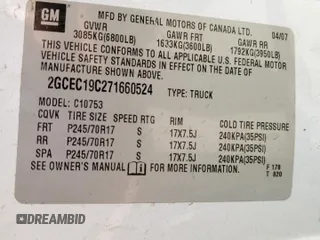 GM
MFD BY GENERAL MOTORS OF CANADA LTD. 04/07
GVWR GAWR FRT GAWR RR
3085KG(6800LB) 1633KG(3600LB) 1792KG(3950LB)
THIS VEHICLE CONFORMS TO ALL APPLICABLE U.S. FEDERAL MOTOR
VEHICLE SAFETY STANDARDS IN EFFECT ON THE DATE OF
MANUFACTURE SHOWN ABOVE.
2GCEC19C271660524 TYPE: TRUCK
MODEL: C10753
CQVK TIRE SIZE SPEED RTG RIM COLD TIRE PRESSURE
FRT P245/70R17 S 17X7.5J 240KPA(35PSI)
RR P245/70R17 S 17X7.5J 240KPA(35PSI)
SPA P245/70R17 S 17X7.5J 240KPA(35PSI)
SEE OWNER'S MANUAL FOR MORE INFORMATION. F 179
T 020
DREAMBID